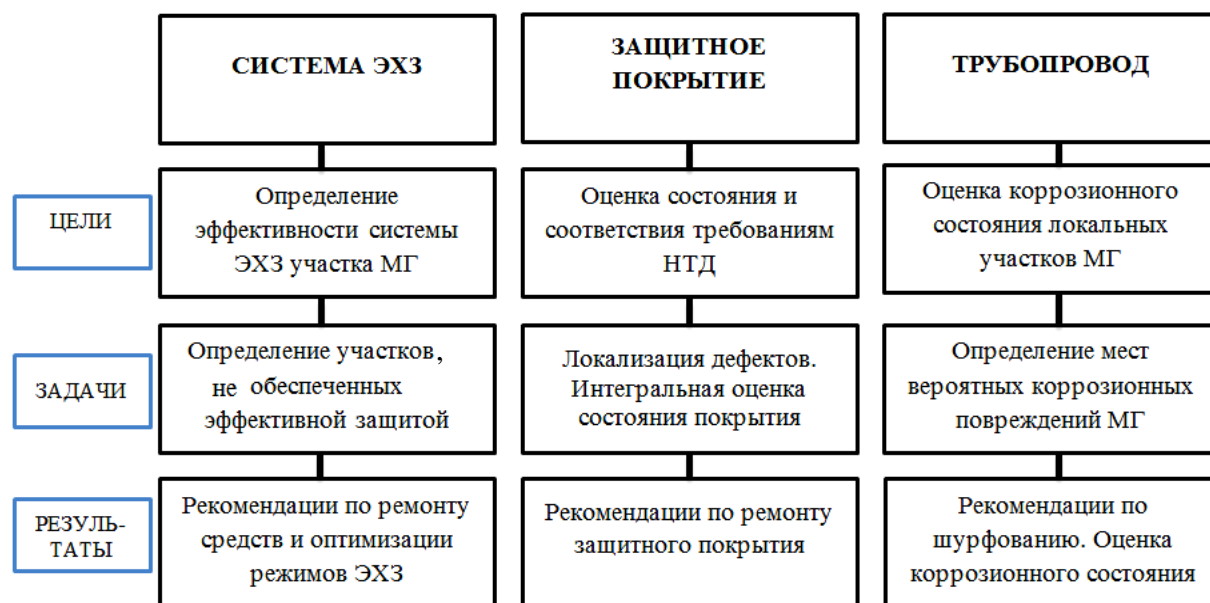 СИСТЕМА ЭХЗ
ЗАЩИТНОЕ
ПОКРЫТИЕ
ТРУБОПРОВОД
ЦЕЛИ
Определение
эффективности системы
ЭХЗ участка МГ
Оценка состояния и
соответствия требованиям
НТД
Оценка коррозионного
состояния локальных
участков МГ
ЗАДАЧИ
Определение участков,
не обеспеченных
эффективной защитой
Локализация дефектов.
Интегральная оценка
состояния покрытия
Определение мест
вероятных коррозионных
повреждений МГ
РЕЗУЛЬ-
ТАТЫ
Рекомендации по ремонту
средств и оптимизации
режимов ЭХЗ
Рекомендации по ремонту
защитного покрытия
Рекомендации по
шурфованию. Оценка
коррозионного состояния